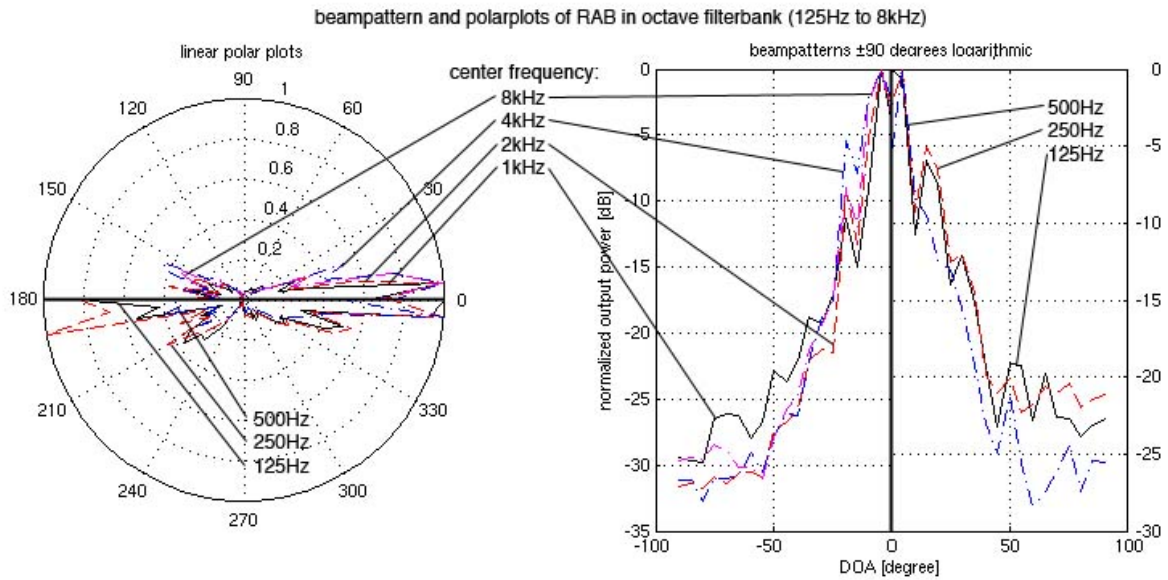 beampattern and polarplots of RAB in octave filterbank (125Hz to 8kHz)
linear polar plots
90
120
60
1
0.8
0.6
0.4
0.2
150
30
180
0
210
330
240
300
270
500Hz
250Hz
125Hz
center frequency:
8kHz
4kHz
2kHz
1kHz
beampatterns ±90 degrees logarithmic
0
-5
-10
-15
-20
-25
-30
-35
normalized output power [dB]
0
-5
-10
-15
-20
-25
-30
500Hz
250Hz
125Hz
-100
-50
0
50
100
DOA [degree]